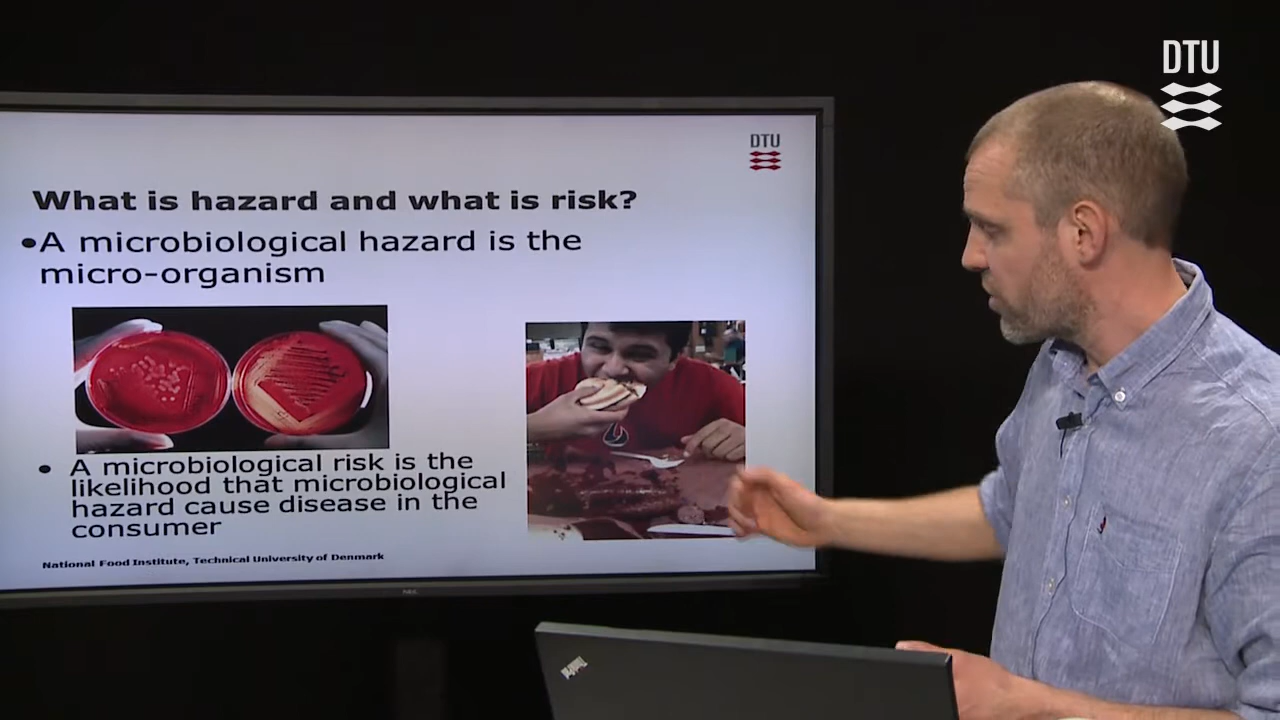 DTU
DTU
What is hazard and what is risk?
•A microbiological hazard is the
micro-organism
• A microbiological risk is the
likelihood that microbiological
hazard cause disease in the
consumer
National Food Institute, Technical University of Denmark
NEC